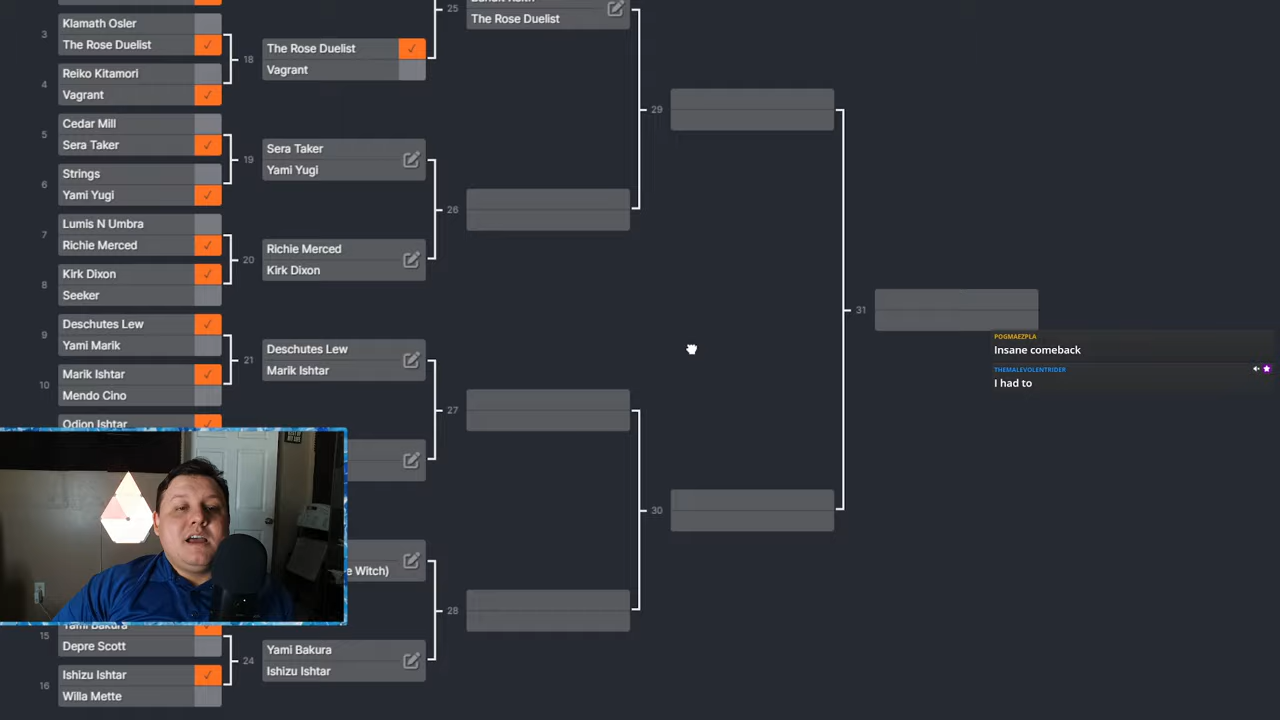 3
Klamath Osler
The Rose Duelist
4
Reiko Kitamori
Vagrant
5
Cedar Mill
Sera Taker
6
Strings
Yami Yugi
7
Lumis N Umbra
Richie Merced
8
Kirk Dixon
Seeker
9
Deschutes Lew
Yami Marik
10
Marik Ishtar
Mendo Cino
Odion Ishtar
15
Depre Scott
16
Ishizu Ishtar
Willa Mette
18
The Rose Duelist
Vagrant
19
Sera Taker
Yami Yugi
20
Richie Merced
Kirk Dixon
21
Deschutes Lew
Marik Ishtar
e Witch)
24
Yami Bakura
Ishizu Ishtar
25
The Rose Duelist
26
27
28
29
30
31
POGMAEZPLA
Insane comeback
THEMALEVOLENTRIDER
I had to